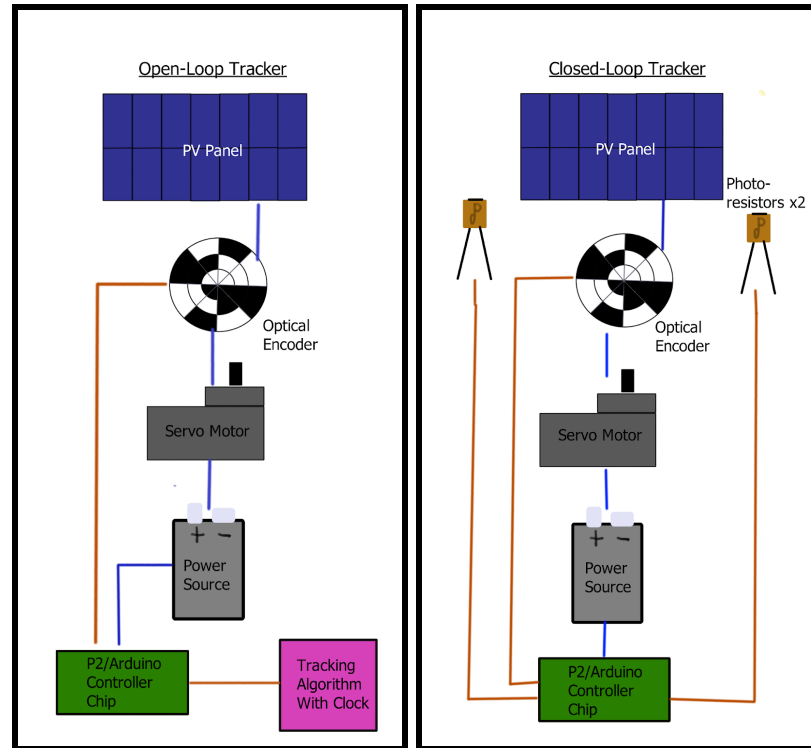 Open-Loop Tracker
PV Panel
Optical
Encoder
Servo Motor
+ -
Power
Source
P2/Arduino
Controller
Chip
Tracking
Algorithm
With Clock
Closed-Loop Tracker
PV Panel
Photo-
resistors x2
Optical
Encoder
Servo Motor
+ -
Power
Source
P2/Arduino
Controller
Chip